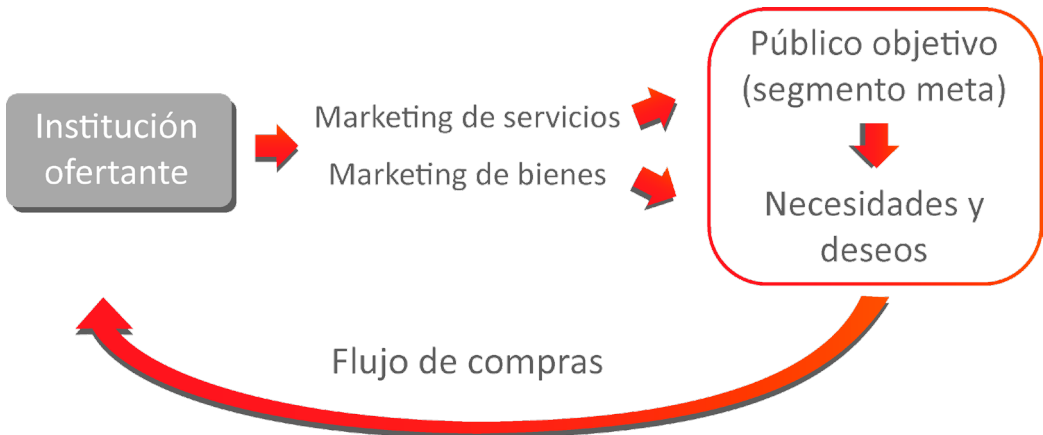 Institución
ofertante
Marketing de servicios
Marketing de bienes
Público objetivo
(segmento meta)
Necesidades y
deseos
Flujo de compras